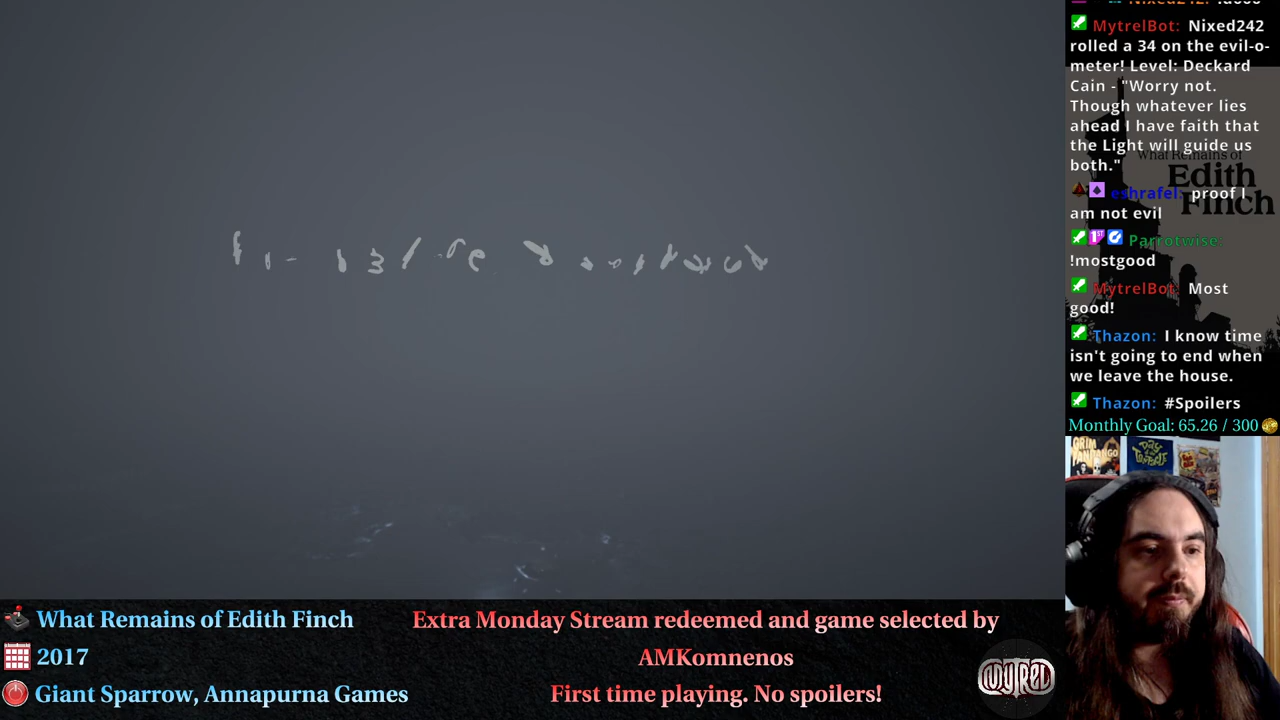 MytrelBot: Nixed242
rolled a 34 on the evil-o-
meter! Level: Deckard
Cain - "Worry not.
Though whatever lies
ahead I have faith that
the Light will guide us
both."
eshrafel: proof I
am not evil
Parrotwise:
!mostgood
MytrelBot: Most
good!
Thazon: I know time
isn't going to end when
we leave the house.
Thazon: #Spoilers
What Remains of
Edith
Finch
Monthly Goal: 65.26 / 300
GRIM
FANDANGO
What Remains of Edith Finch
2017
Giant Sparrow, Annapurna Games
Extra Monday Stream redeemed and game selected by
AMKomnenos
First time playing. No spoilers!
MYTREL